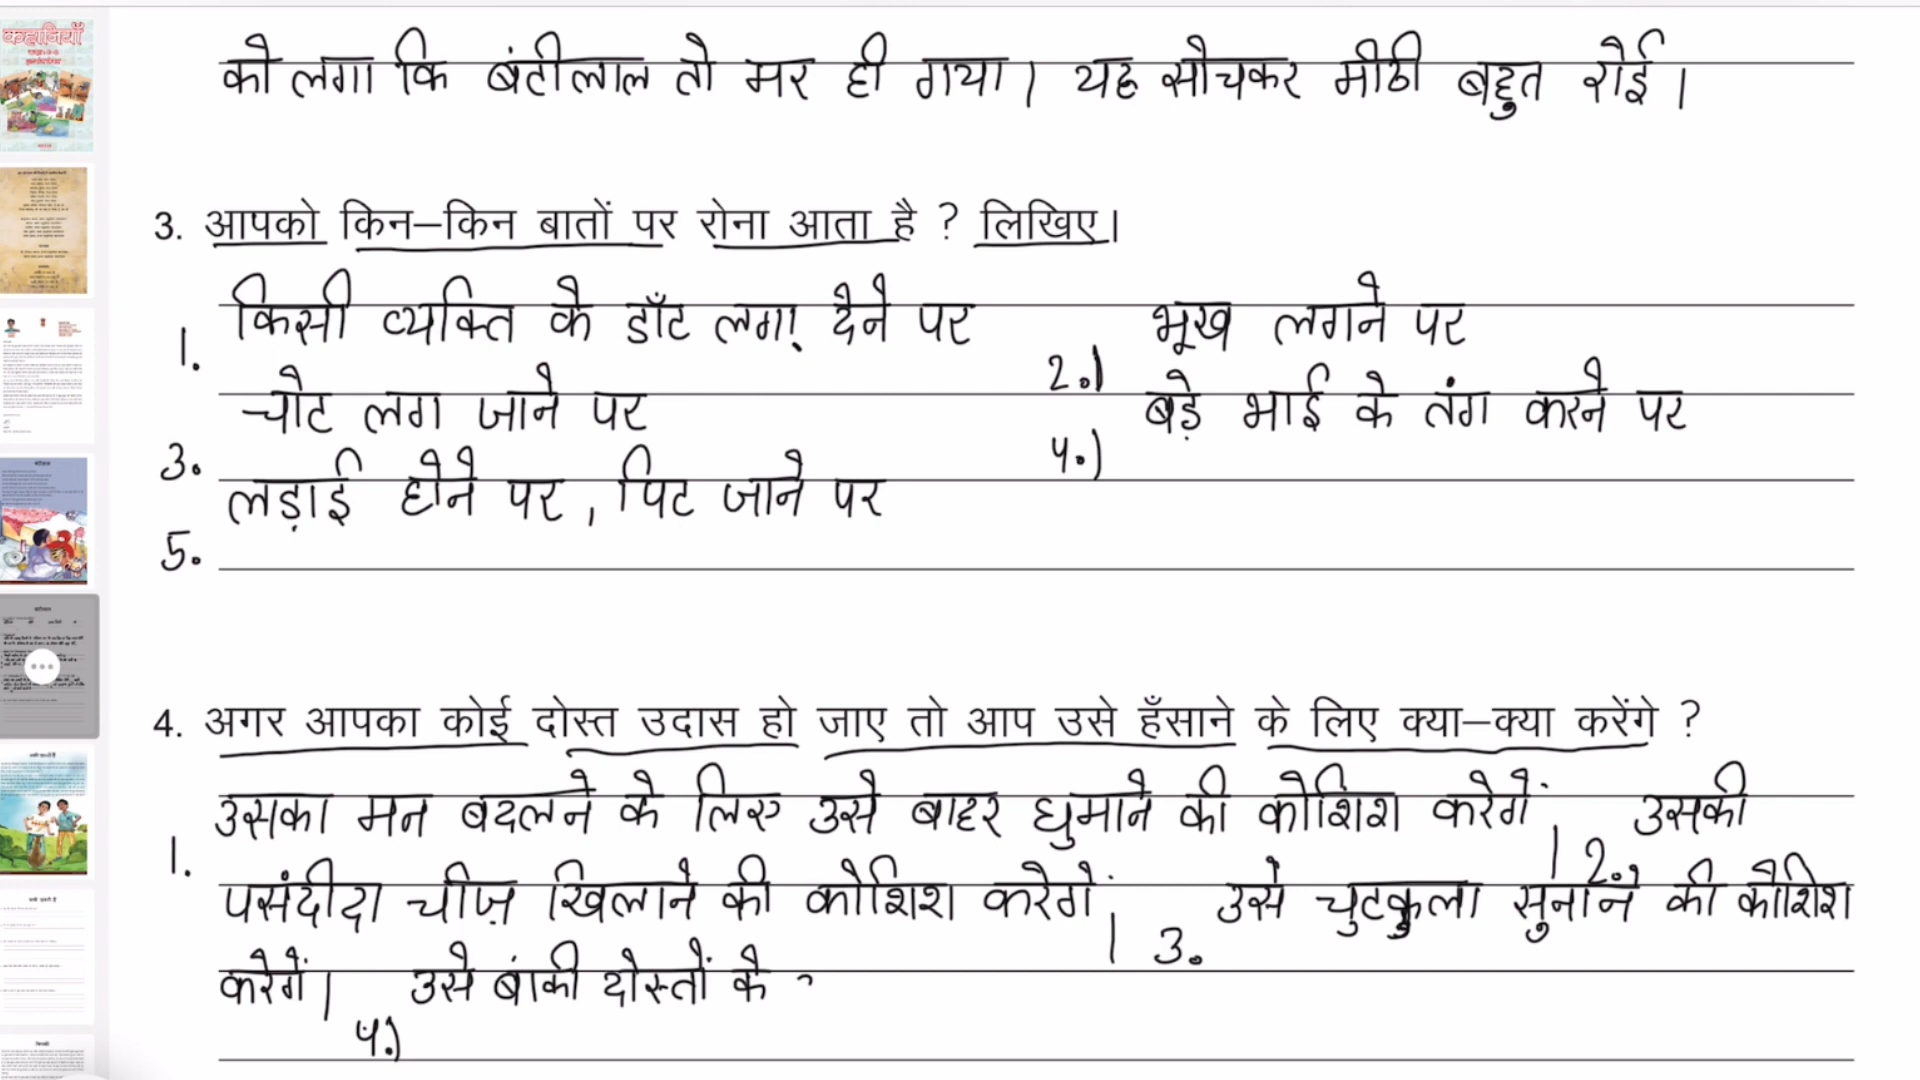 कहानियाँ
को लगा कि बंटीलाल तो मर ही गया। यह सोचकर मीठी बहुत रोई।
3. आपको किन–किन बातों पर रोना आता है ? लिखिए।
1. किसी व्यक्ति के डाँट लगा देने पर 2.) भूख लगने पर
3. चोट लग जाने पर 4.) बड़े भाई के तंग करने पर
5. लड़ाई होने पर, पिट जाने पर
4. अगर आपका कोई दोस्त उदास हो जाए तो आप उसे हँसाने के लिए क्या–क्या करेंगे ?
1. उसका मन बदलने के लिए उसे बाहर घुमाने की कोशिश करेगें। 2. उसकी
पसंदीदा चीज़ खिलाने की कोशिश करेगें। 3. उसे चुटकुला सुनाने की कोशिश
करेगें। 4.) उसे बांकी दोस्तों के